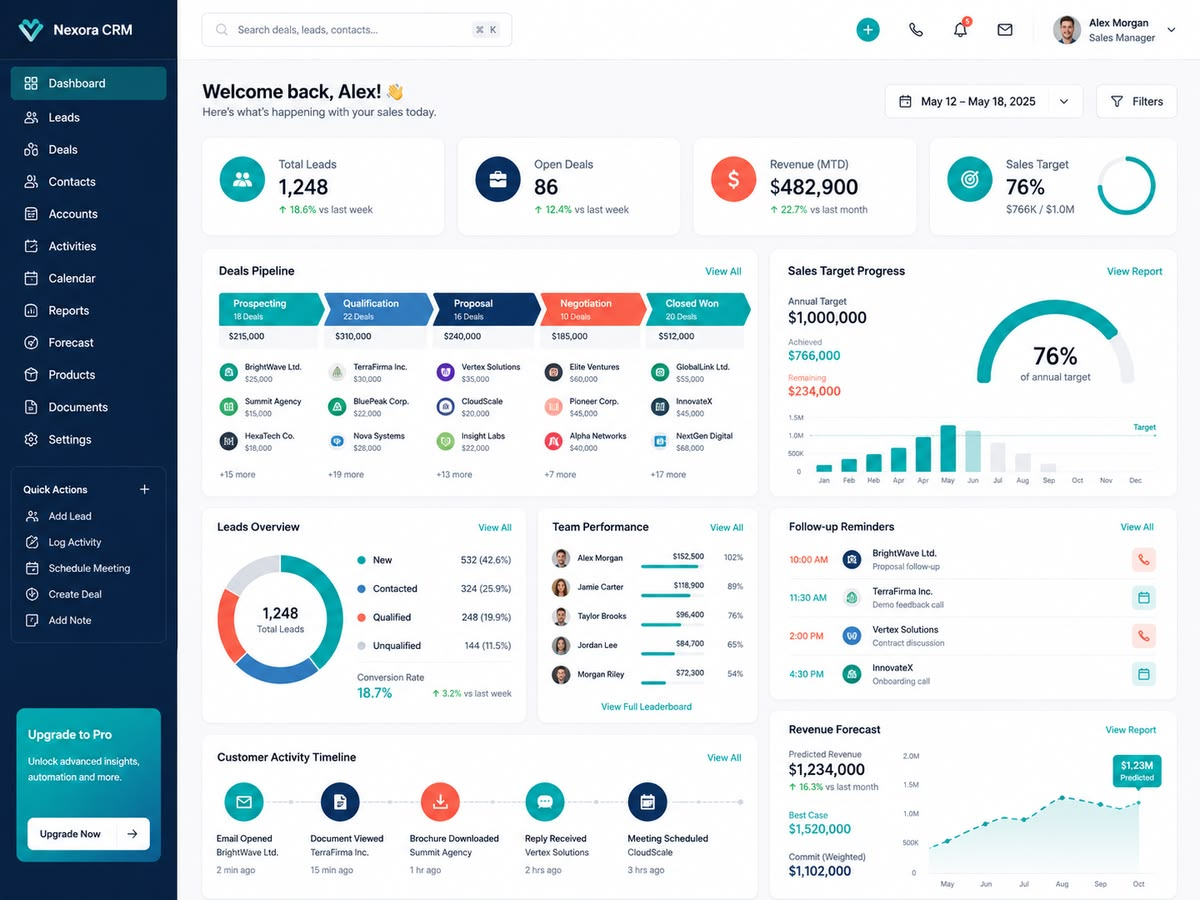 Nexora CRM
Search deals, leads, contacts...
⌘ K
5
Alex Morgan
Sales Manager
Dashboard
Leads
Deals
Contacts
Accounts
Activities
Calendar
Reports
Forecast
Products
Documents
Settings
Quick Actions
Add Lead
Log Activity
Schedule Meeting
Create Deal
Add Note
Upgrade to Pro
Unlock advanced insights,
automation and more.
Upgrade Now
Welcome back, Alex! 👋
Here's what's happening with your sales today.
May 12 – May 18, 2025
Filters
Total Leads
1,248
↑ 18.6% vs last week
Open Deals
86
↑ 12.4% vs last week
$
Revenue (MTD)
$482,900
↑ 22.7% vs last month
Sales Target
76%
$766K / $1.0M
Deals Pipeline
View All
Prospecting
18 Deals
$215,000
BrightWave Ltd.
$25,000
Summit Agency
$15,000
HexaTech Co.
$18,000
+15 more
Qualification
22 Deals
$310,000
TerraFirma Inc.
$30,000
BluePeak Corp.
$22,000
Nova Systems
$28,000
+19 more
Proposal
16 Deals
$240,000
Vertex Solutions
$35,000
CloudScale
$20,000
Insight Labs
$22,000
+13 more
Negotiation
10 Deals
$185,000
Elite Ventures
$60,000
Pioneer Corp.
$45,000
Alpha Networks
$40,000
+7 more
Closed Won
20 Deals
$512,000
GlobalLink Ltd.
$55,000
InnovateX
$45,000
NextGen Digital
$68,000
+17 more
Sales Target Progress
View Report
Annual Target
$1,000,000
Achieved
$766,000
Remaining
$234,000
76%
of annual target
1.5M
1.0M
500K
0
Target
Jan Feb Heb Apr Apr May Jun Jul Aug Sep Oct Nov Dec
Leads Overview
View All
1,248
Total Leads
New 532 (42.6%)
Contacted 324 (25.9%)
Qualified 248 (19.9%)
Unqualified 144 (11.5%)
Conversion Rate
18.7%
↑ 3.2% vs last week
Team Performance
View All
Alex Morgan $152,500 102%
Jamie Carter $118,900 89%
Taylor Brooks $96,400 76%
Jordan Lee $84,700 65%
Morgan Riley $72,300 54%
View Full Leaderboard
Follow-up Reminders
View All
10:00 AM
BrightWave Ltd.
Proposal follow-up
11:30 AM
TerraFirma Inc.
Demo feedback call
2:00 PM
Vertex Solutions
Contract discussion
4:30 PM
InnovateX
Onboarding call
Customer Activity Timeline
View All
Email Opened
BrightWave Ltd.
2 min ago
Document Viewed
TerraFirma Inc.
15 min ago
Brochure Downloaded
Summit Agency
1 hr ago
Reply Received
Vertex Solutions
2 hrs ago
Meeting Scheduled
CloudScale
3 hrs ago
Revenue Forecast
View Report
Predicted Revenue
$1,234,000
↑ 16.3% vs last month
Best Case
$1,520,000
Commit (Weighted)
$1,102,000
2.0M
1.5M
1.0M
500K
0
$1.23M
Predicted
May Jun Jul Aug Sep Oct